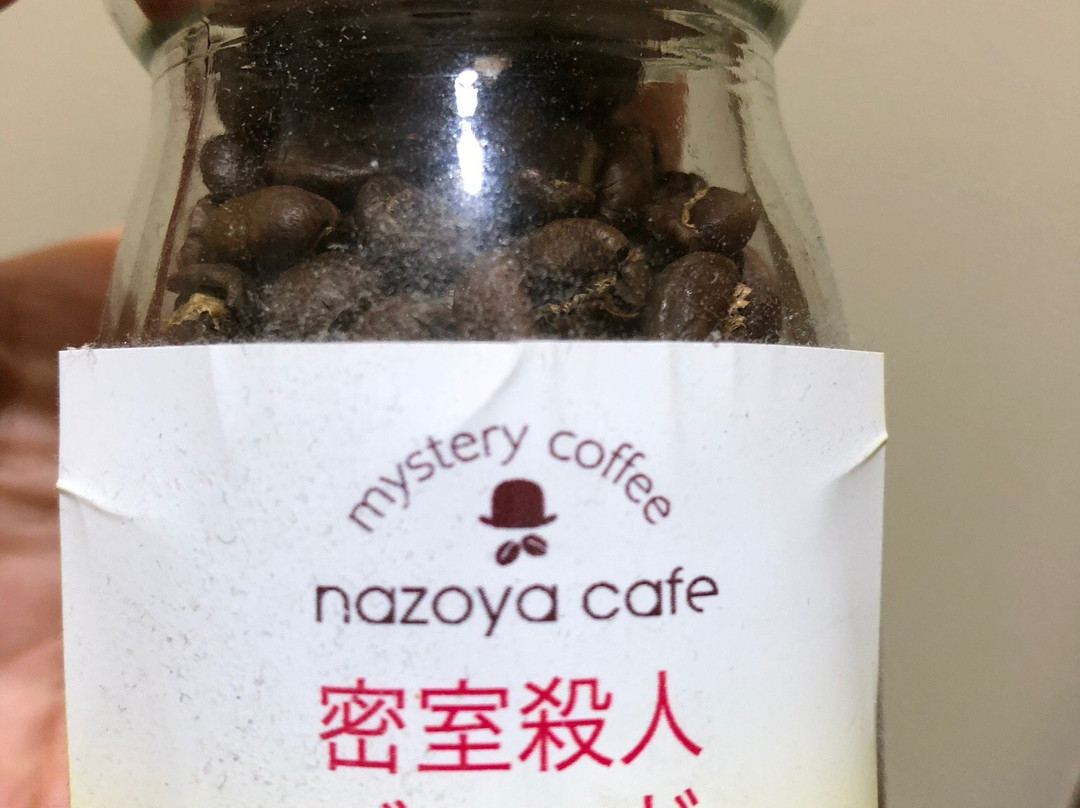 mystery coffee
nazoya cafe
密室殺人